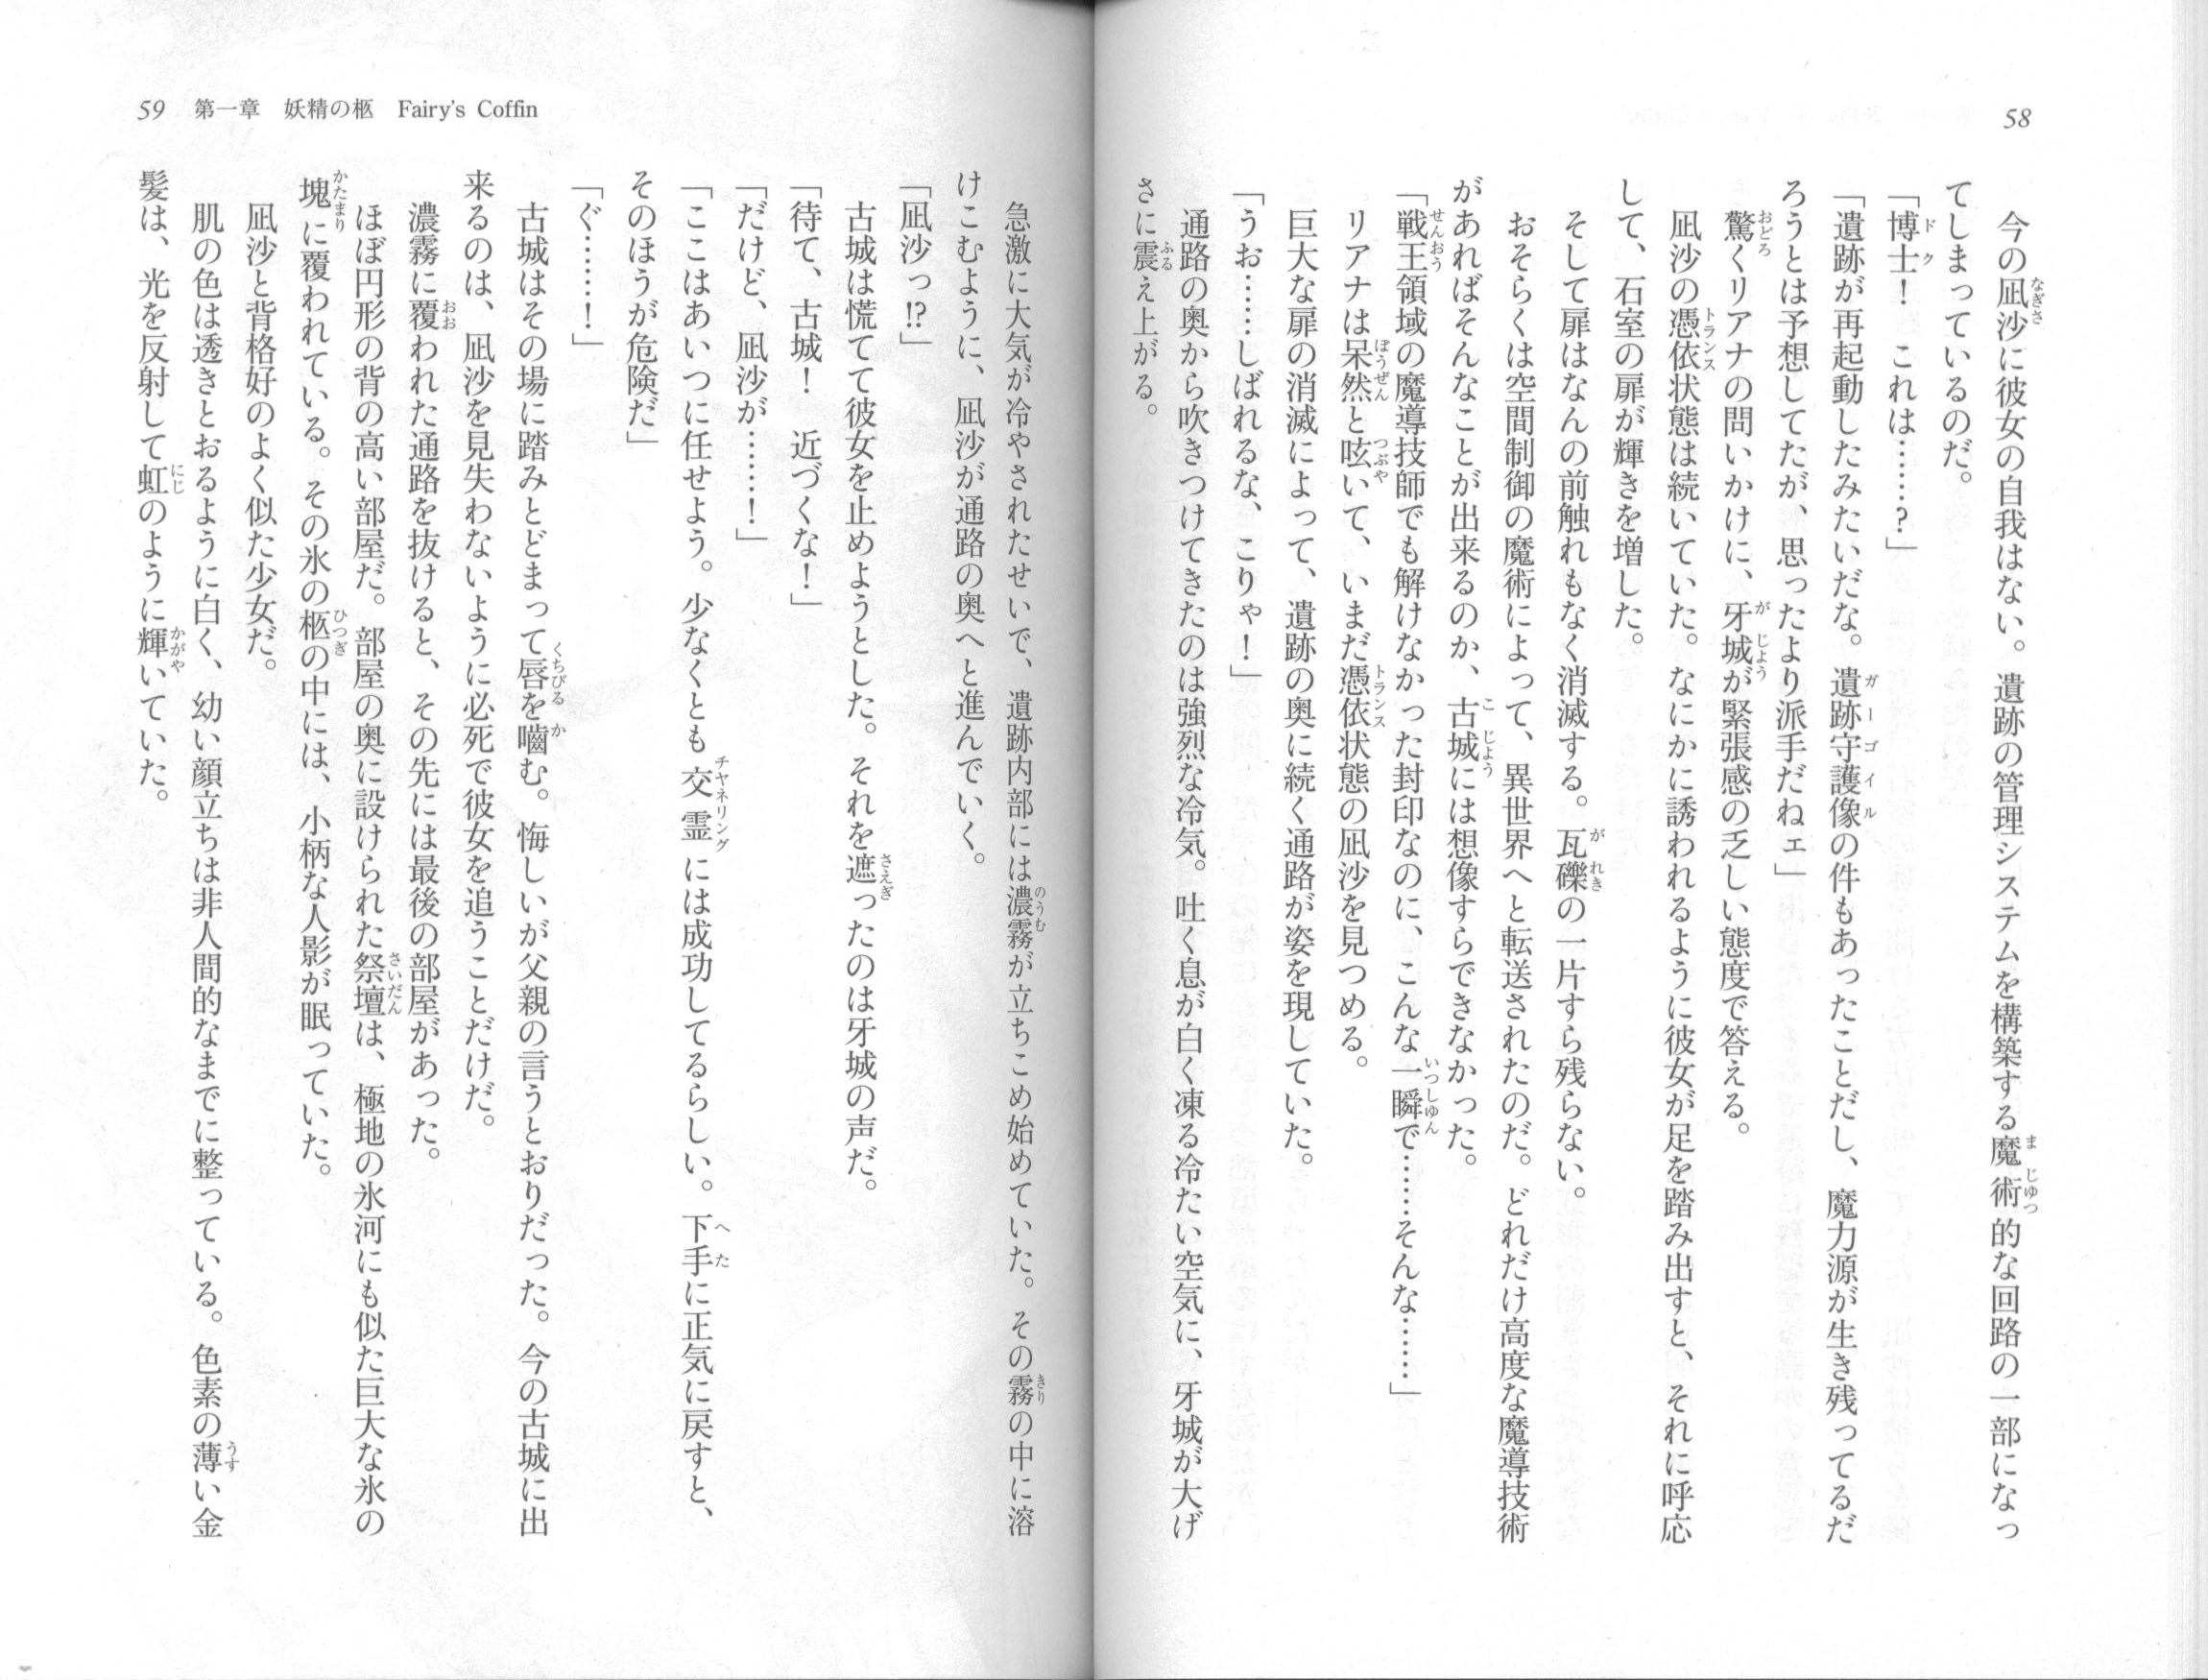 58
今の凪沙に彼女の自我はない。遺跡の管理システムを構築する魔術的な回路の一部になっ
てしまっているのだ。
「博士！　これは……？」
「遺跡が再起動したみたいだな。遺跡守護像の件もあったことだし、魔力源が生き残ってるだ
ろうとは予想してたが、思ったより派手だねェ」
驚くリアナの問いかけに、牙城が緊張感の乏しい態度で答える。
凪沙の憑依状態は続いていた。なにかに誘われるように彼女が足を踏み出すと、それに呼応
して、石室の扉が輝きを増した。
そして扉はなんの前触れもなく消滅する。瓦礫の一片すら残らない。
おそらくは空間制御の魔術によって、異世界へと転送されたのだ。どれだけ高度な魔導技術
があればそんなことが出来るのか、古城には想像すらできなかった。
「戦王領域の魔導技師でも解けなかった封印なのに、こんな一瞬で……そんな……」
リアナは呆然と呟いて、いまだ憑依状態の凪沙を見つめる。
巨大な扉の消滅によって、遺跡の奥に続く通路が姿を現していた。
「うお……しばれるな、こりゃ！」
通路の奥から吹きつけてきたのは強烈な冷気。吐く息が白く凍る冷たい空気に、牙城が大げ
さに震え上がる。
59　第一章　妖精の柩　Fairy's Coffin
急激に大気が冷やされたせいで、遺跡内部には濃霧が立ちこめ始めていた。その霧の中に溶
けこむように、凪沙が通路の奥へと進んでいく。
「凪沙っ!?」
古城は慌てて彼女を止めようとした。それを遮ったのは牙城の声だ。
「待て、古城！　近づくな！」
「だけど、凪沙が……！」
「ここはあいつに任せよう。少なくとも交霊には成功してるらしい。下手に正気に戻すと、
そのほうが危険だ」
「ぐ……！」
古城はその場に踏みとどまって唇を嚙む。悔しいが父親の言うとおりだった。今の古城に出
来るのは、凪沙を見失わないように必死で彼女を追うことだけだ。
濃霧に覆われた通路を抜けると、その先には最後の部屋があった。
ほぼ円形の背の高い部屋だ。部屋の奥に設けられた祭壇は、極地の氷河にも似た巨大な氷の
塊に覆われている。その氷の柩の中には、小柄な人影が眠っていた。
凪沙と背格好のよく似た少女だ。
肌の色は透きとおるように白く、幼い顔立ちは非人間的なまでに整っている。色素の薄い金
髪は、光を反射して虹のように輝いていた。